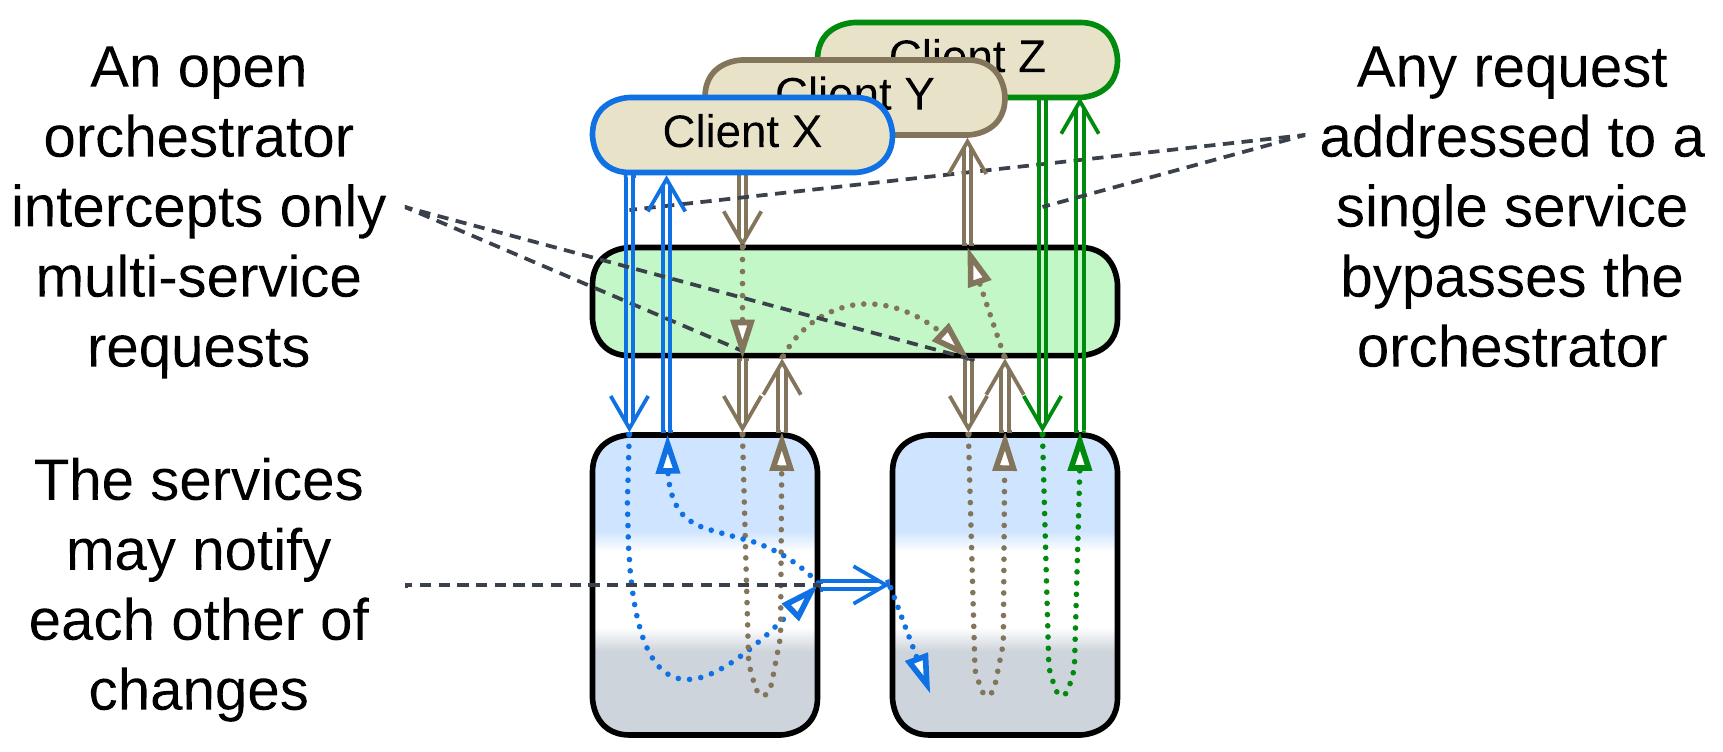 An open
orchestrator
intercepts only
multi-service
requests
The services
may notify
each other of
changes
Client Z
Client Y
Client X
Any request
addressed to a
single service
bypasses the
orchestrator